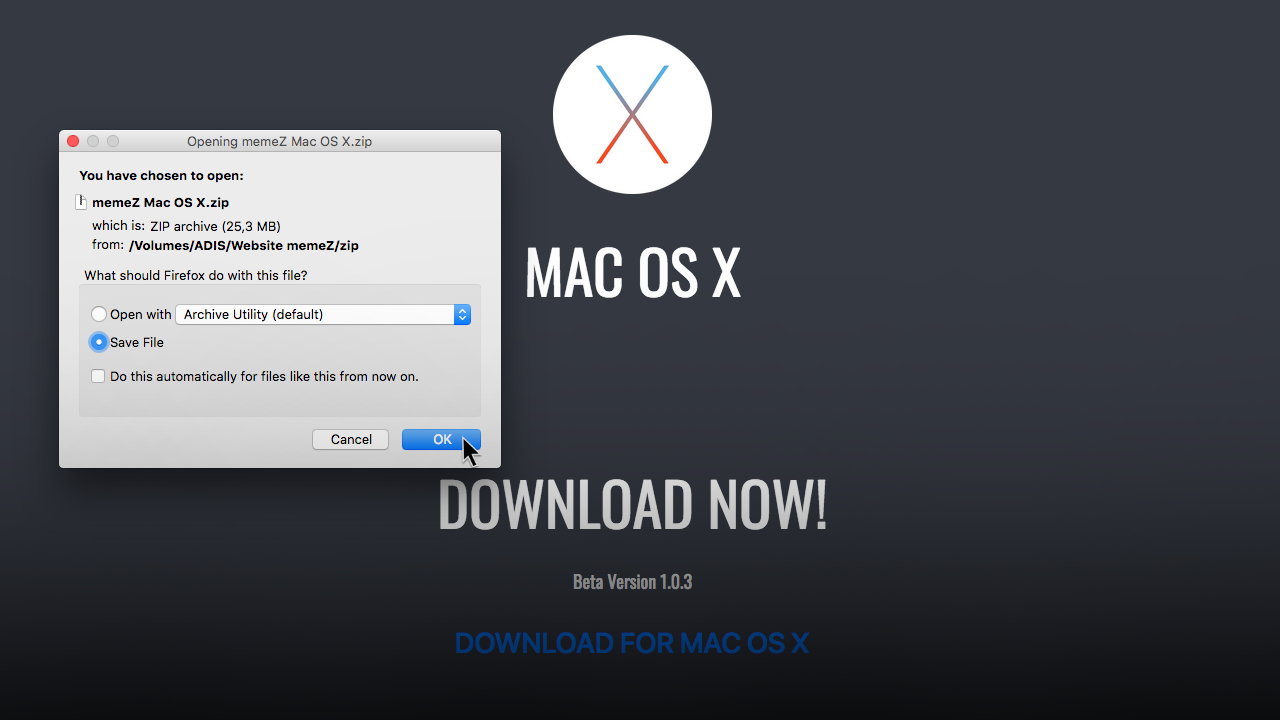 Opening memeZ Mac OS X.zip
You have chosen to open:
memeZ Mac OS X.zip
which is: ZIP archive (25,3 MB)
from: /Volumes/ADIS/Website memeZ/zip
What should Firefox do with this file?
Open with Archive Utility (default)
Save File
Do this automatically for files like this from now on.
Cancel OK
MAC OS X
DOWNLOAD NOW!
Beta Version 1.0.3
DOWNLOAD FOR MAC OS X